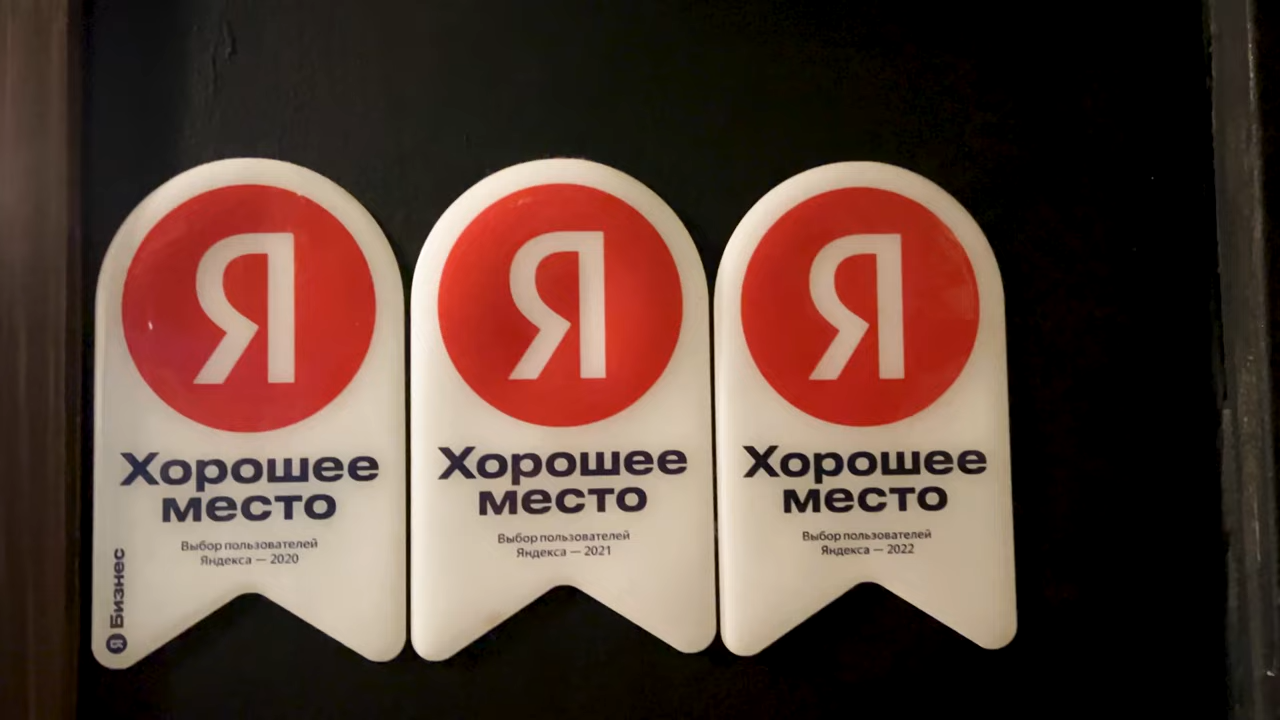 Я
Хорошее
место
Выбор пользователей
Яндекса — 2020
Я Бизнес
Я
Хорошее
место
Выбор пользователей
Яндекса — 2021
Я
Хорошее
место
Выбор пользователей
Яндекса — 2022